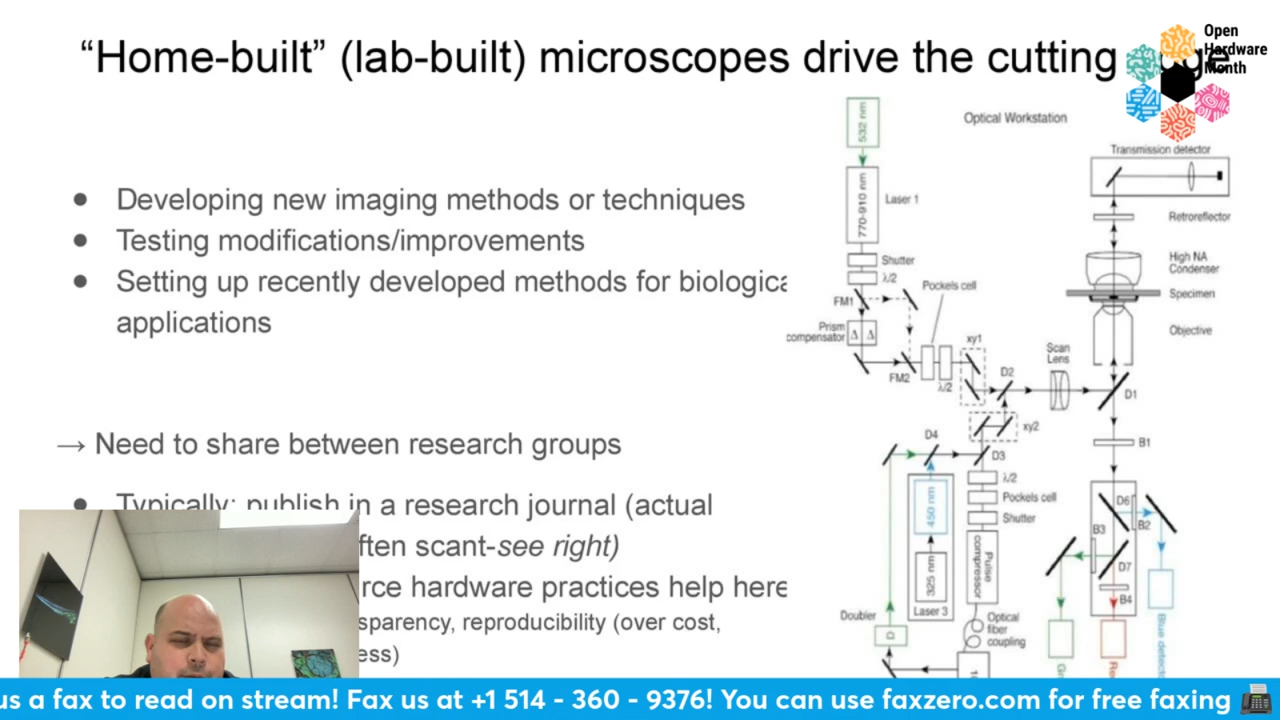 “Home-built” (lab-built) microscopes drive the cutting
Open
Hardware
Month
● Developing new imaging methods or techniques
● Testing modifications/improvements
● Setting up recently developed methods for biologica
applications
→ Need to share between research groups
● Typically: publish in a research journal (actual
ften scant-see right)
rce hardware practices help here
sparency, reproducibility (over cost,
ess)
Optical Workstation
532 nm
Transmission detector
770-910 nm
Laser 1
Retroreflector
Shutter
λ/2
High NA
Condenser
Pockels cell
Specimen
FM1
Prism
compensator
Δ Δ
xy1
Objective
Scan
Lens
FM2
λ/2
D2
D1
xy2
D4
D3
B1
λ/2
Pockels cell
450 nm
Shutter
D6
B2
B3
Pulse
compressor
325 nm
D7
B4
Laser 3
Doubler
Optical
fiber
coupling
D
Blue detec
us a fax to read on stream! Fax us at +1 514 - 360 - 9376! You can use faxzero.com for free faxing